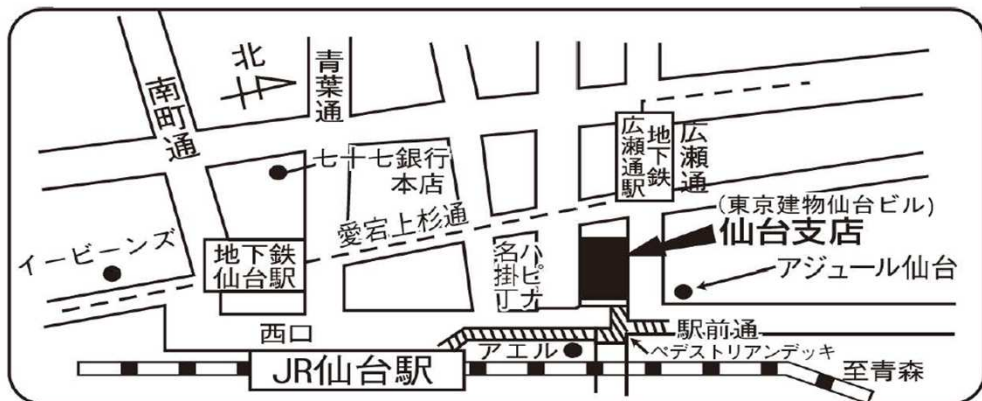 北
青葉通
南町通
地下鉄
広瀬通駅
広瀬通
七十七銀行
本店
愛宕上杉通
(東京建物仙台ビル)
仙台支店
イービーンズ
地下鉄
仙台駅
ハピナ
名掛丁
アジュール仙台
西口
駅前通
アエル
ペデストリアンデッキ
JR仙台駅
至青森